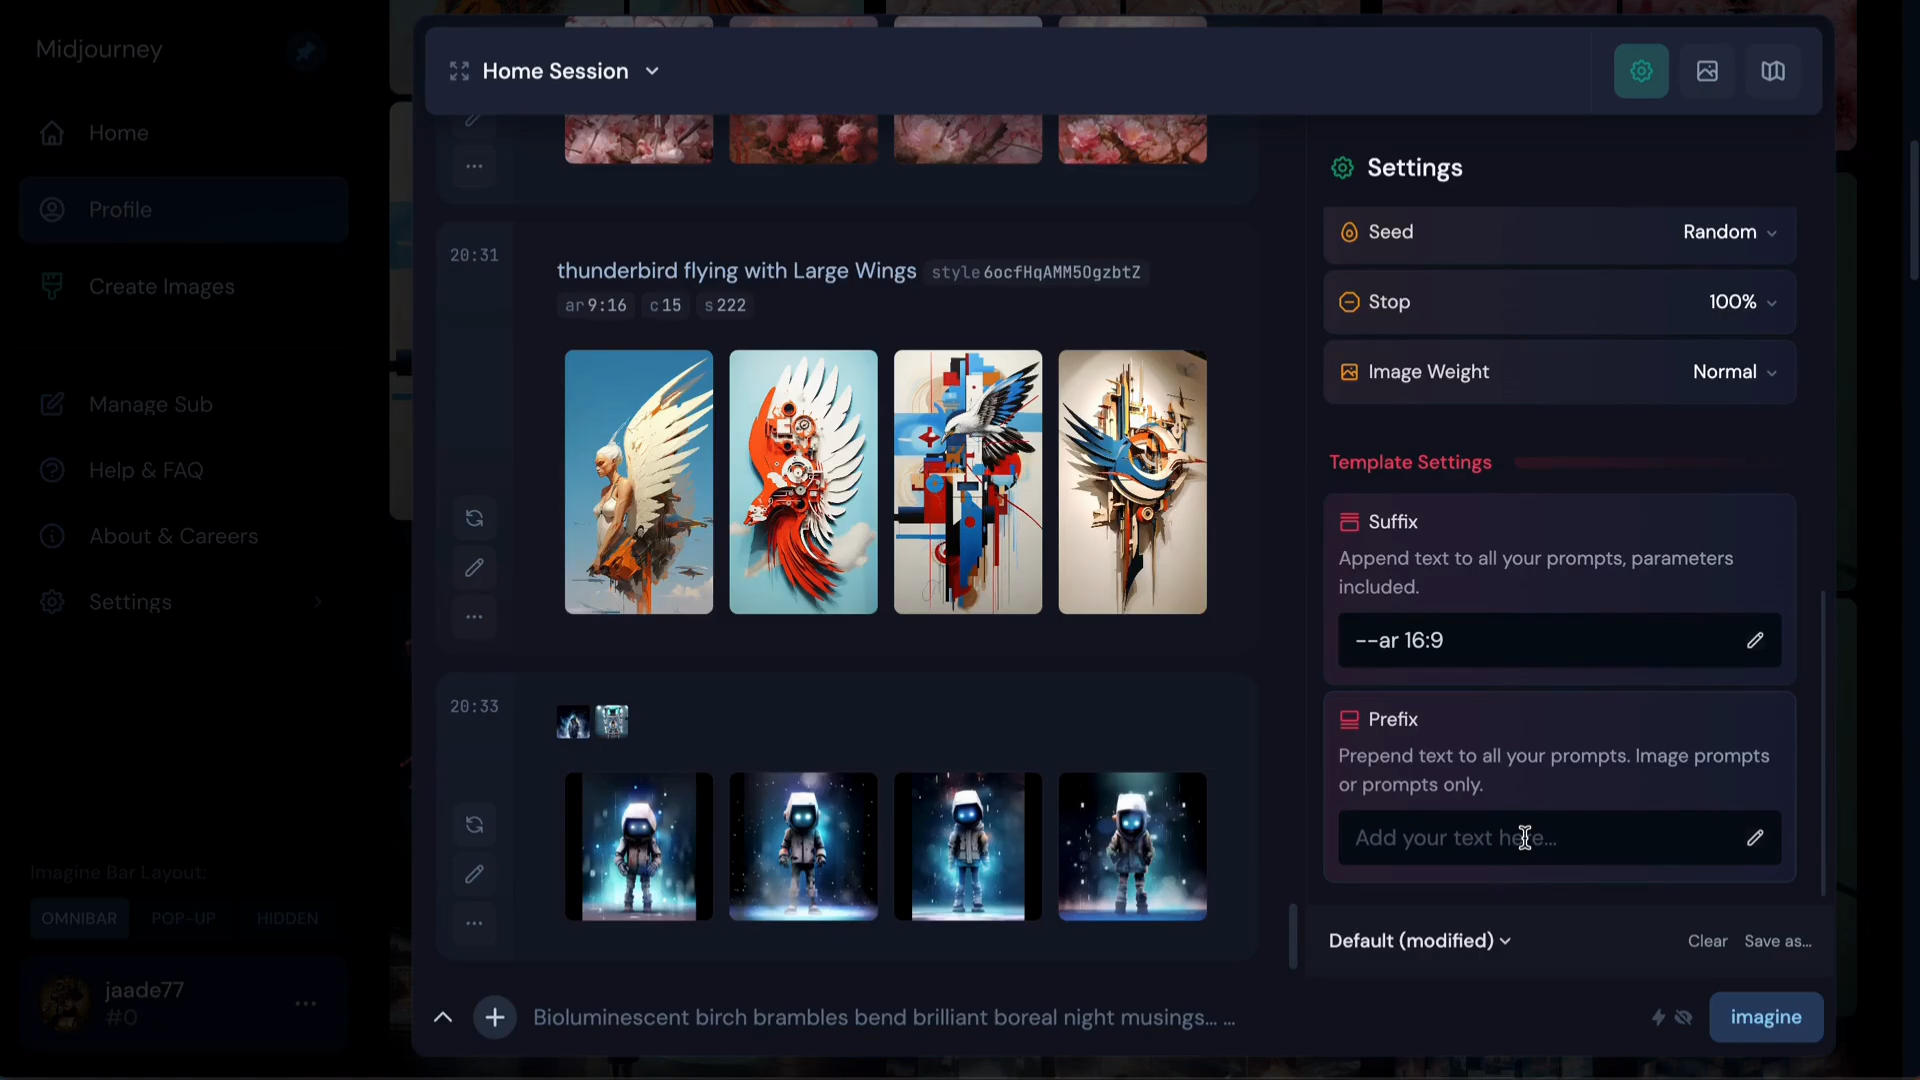 Midjourney
Home
Profile
Create Images
Manage Sub
Help & FAQ
About & Careers
Settings
Imagine Bar Layout:
OMNIBAR POP-UP HIDDEN
jaade77
#0
Home Session
20:31
thunderbird flying with Large Wings style 6ocfHqAMM5OgzbtZ
ar 9:16 c 15 s 222
20:33
Settings
Seed Random
Stop 100%
Image Weight Normal
Template Settings
Suffix
Append text to all your prompts, parameters
included.
--ar 16:9
Prefix
Prepend text to all your prompts. Image prompts
or prompts only.
Add your text here...
Default (modified) Clear Save as...
Bioluminescent birch brambles bend brilliant boreal night musings... ...
imagine